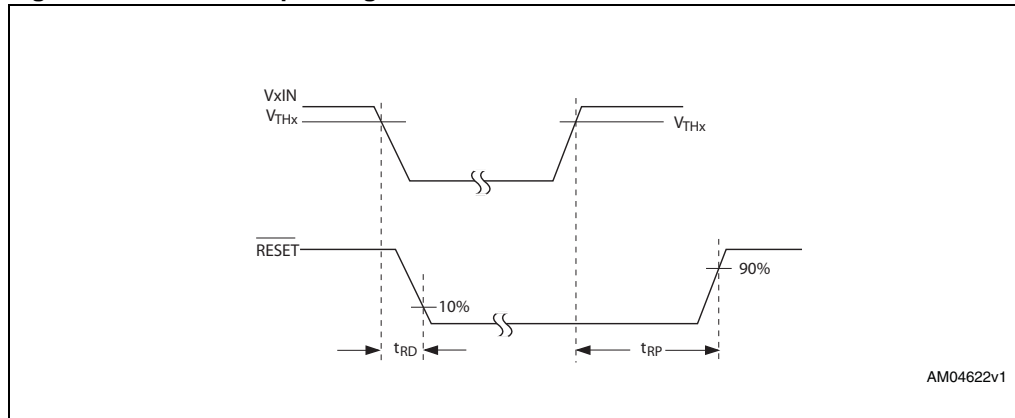 VxIN
VTHx
VTHx
RESET
90%
10%
tRD
tRP
AM04622v1